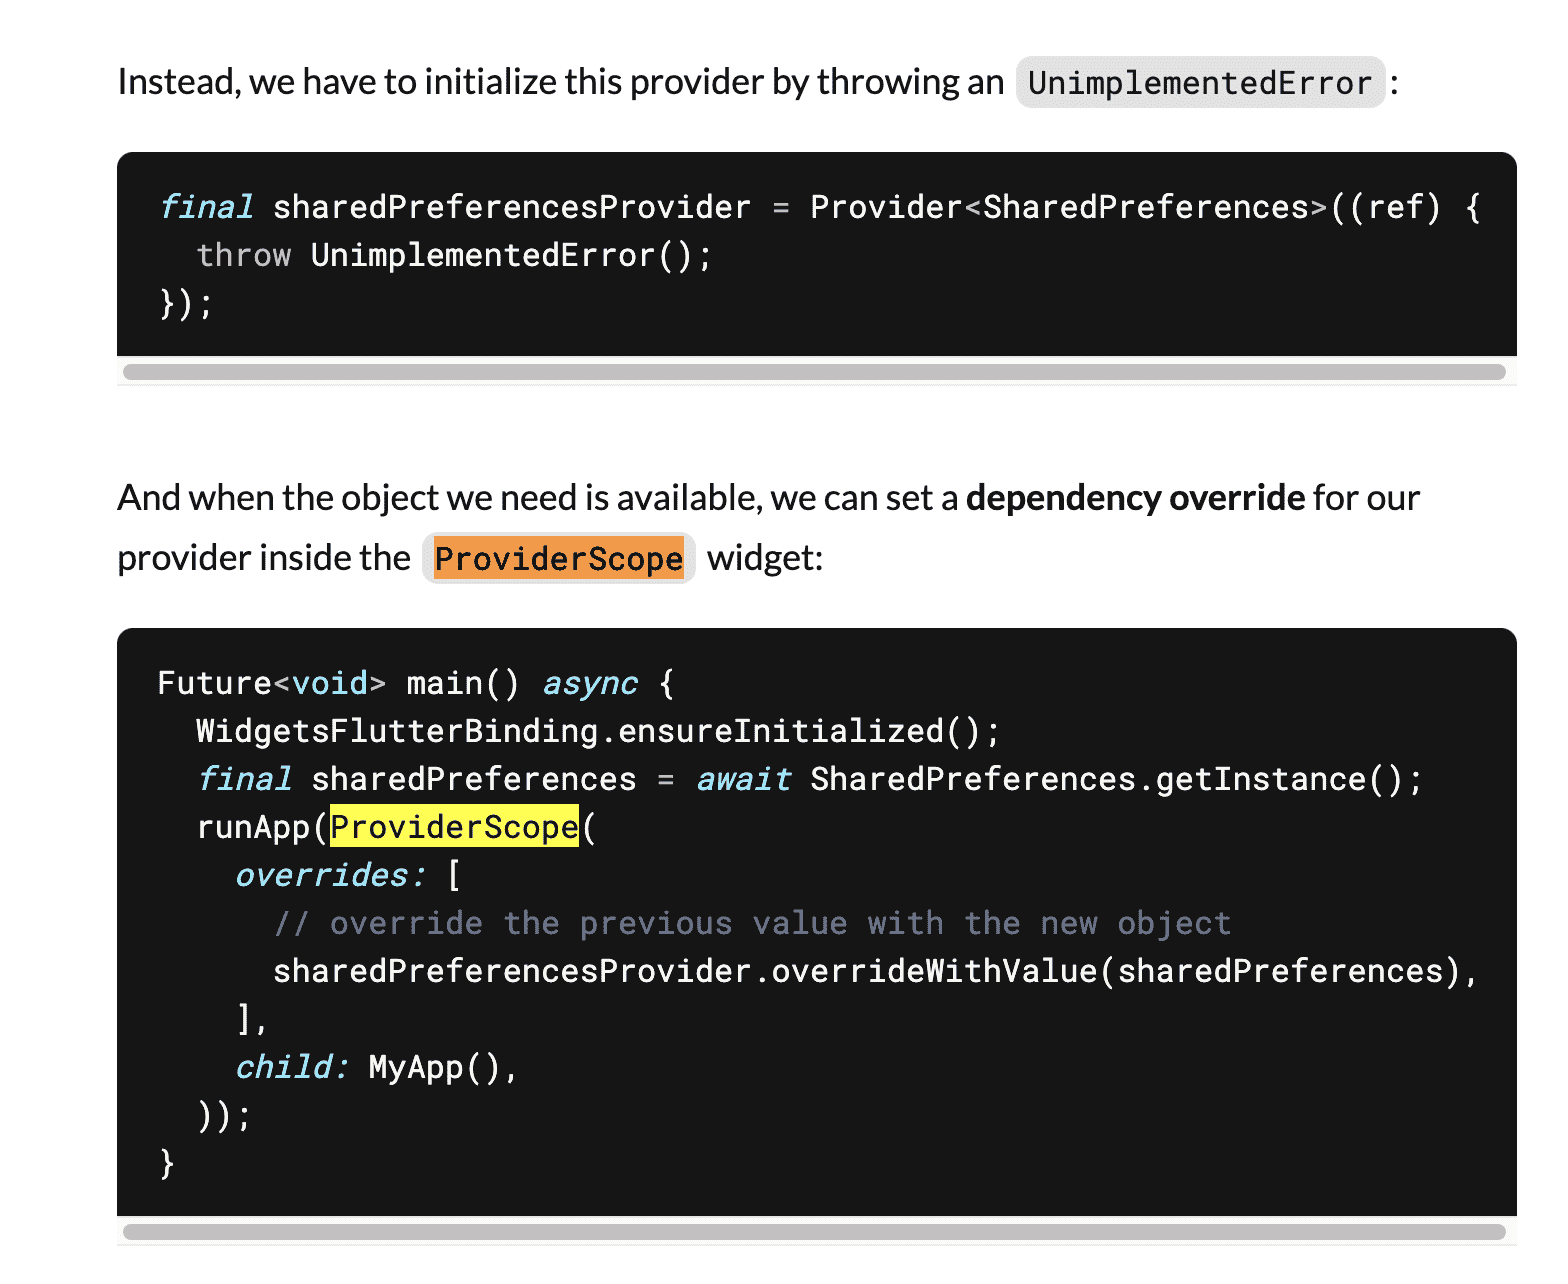 Instead, we have to initialize this provider by throwing an UnimplementedError:
final sharedPreferencesProvider = Provider<SharedPreferences>((ref) {
  throw UnimplementedError();
});
And when the object we need is available, we can set a dependency override for our
provider inside the ProviderScope widget:
Future<void> main() async {
  WidgetsFlutterBinding.ensureInitialized();
  final sharedPreferences = await SharedPreferences.getInstance();
  runApp(ProviderScope(
    overrides: [
      // override the previous value with the new object
      sharedPreferencesProvider.overrideWithValue(sharedPreferences),
    ],
    child: MyApp(),
  ));
}